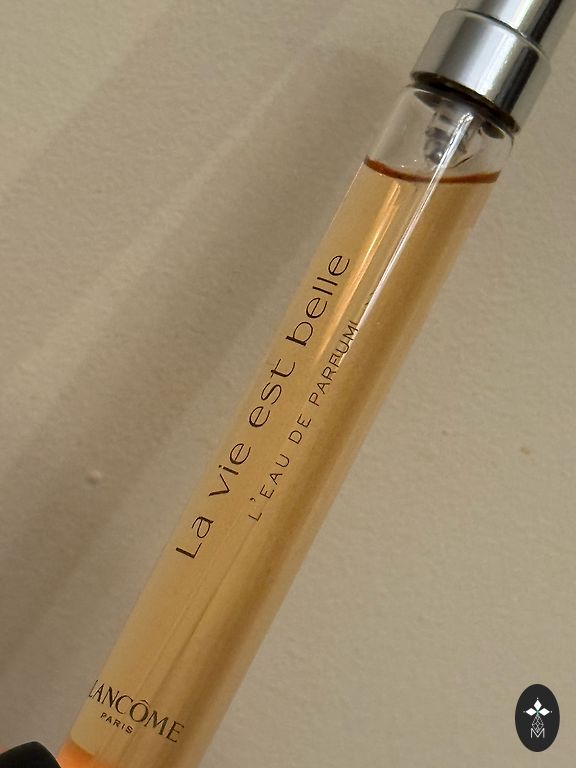 La vie est belle
L'EAU DE PARFUM
LANCÔME
PARIS